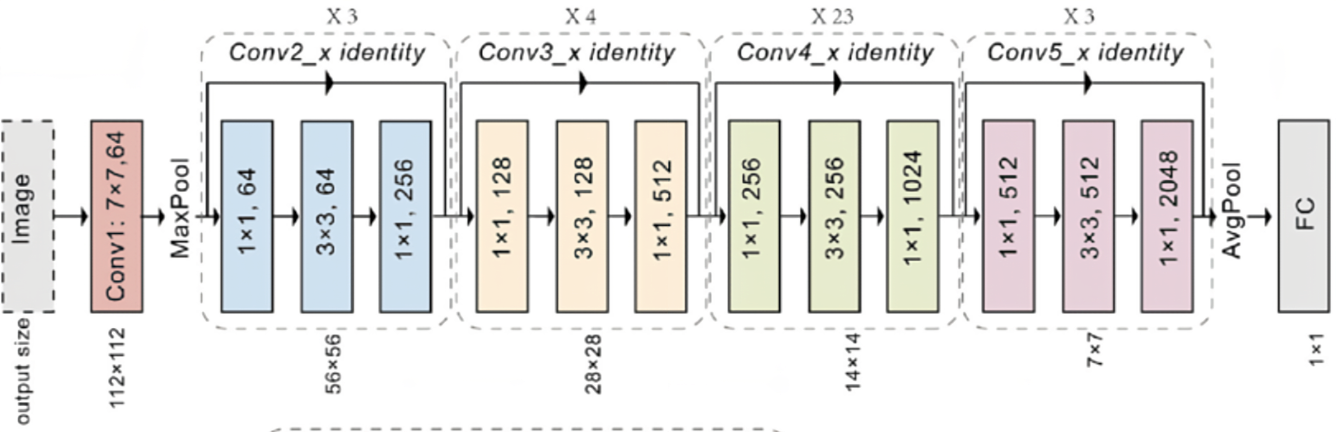 X 3
X 4
X 23
X 3
Conv2_x identity
Conv3_x identity
Conv4_x identity
Conv5_x identity
Image
Conv1: 7×7,64
MaxPool
1×1, 64
3×3, 64
1×1, 256
1×1, 128
3×3, 128
1×1, 512
1×1, 256
3×3, 256
1×1, 1024
1×1, 512
3×3, 512
1×1, 2048
AvgPool
FC
output size
112×112
56×56
28×28
14×14
7×7
1×1